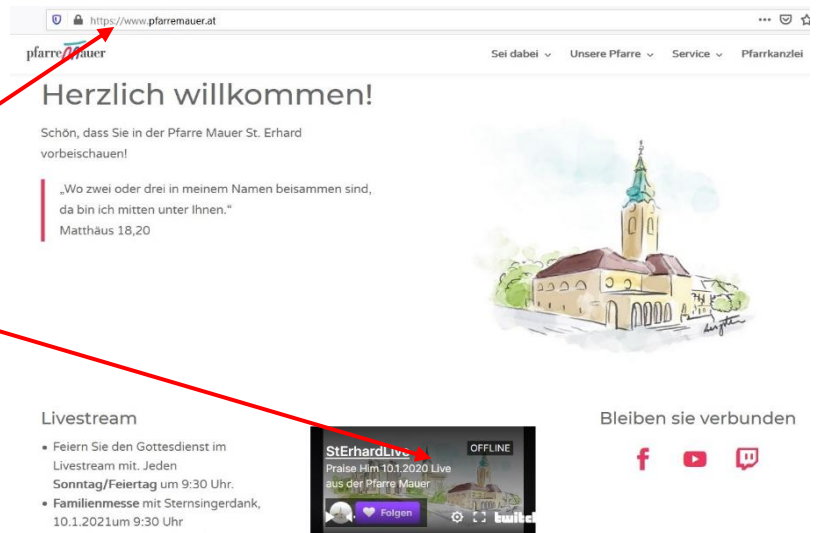 https://www.pfarremauer.at
pfarreMauer
Sei dabei Unsere Pfarre Service Pfarrkanzlei
Herzlich willkommen!
Schön, dass Sie in der Pfarre Mauer St. Erhard
vorbeischauen!
„Wo zwei oder drei in meinem Namen beisammen sind,
da bin ich mitten unter Ihnen.“
Matthäus 18,20
Livestream
• Feiern Sie den Gottesdienst im
Livestream mit. Jeden
Sonntag/Feiertag um 9:30 Uhr.
• Familienmesse mit Sternsingerdank,
10.1.2021um 9:30 Uhr
StErhardLive
OFFLINE
Praise Him 10.1.2020 Live
aus der Pfarre Mauer
Folgen
twitch
Bleiben sie verbunden